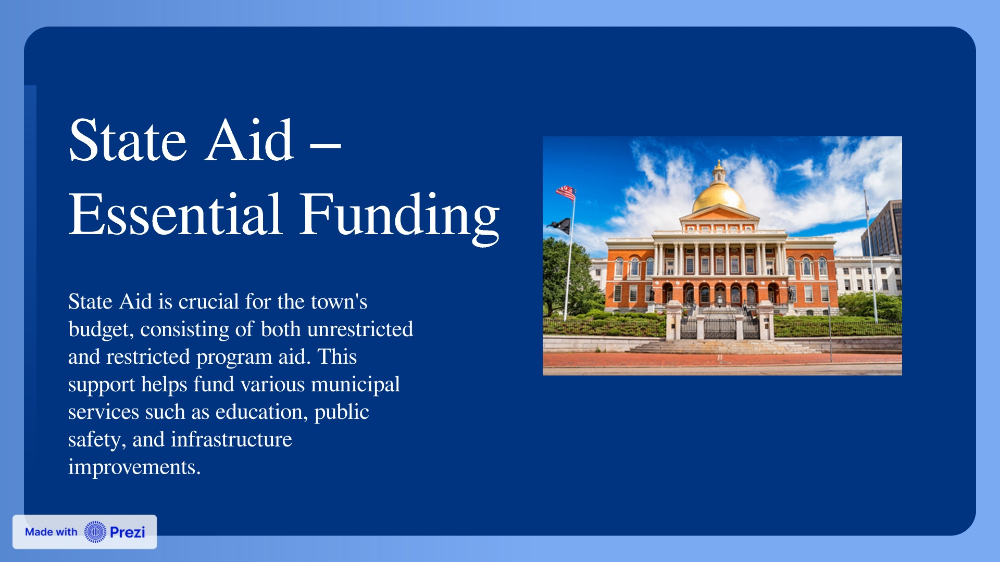 State Aid –
Essential Funding
State Aid is crucial for the town's
budget, consisting of both unrestricted
and restricted program aid. This
support helps fund various municipal
services such as education, public
safety, and infrastructure
improvements.
Made with Prezi